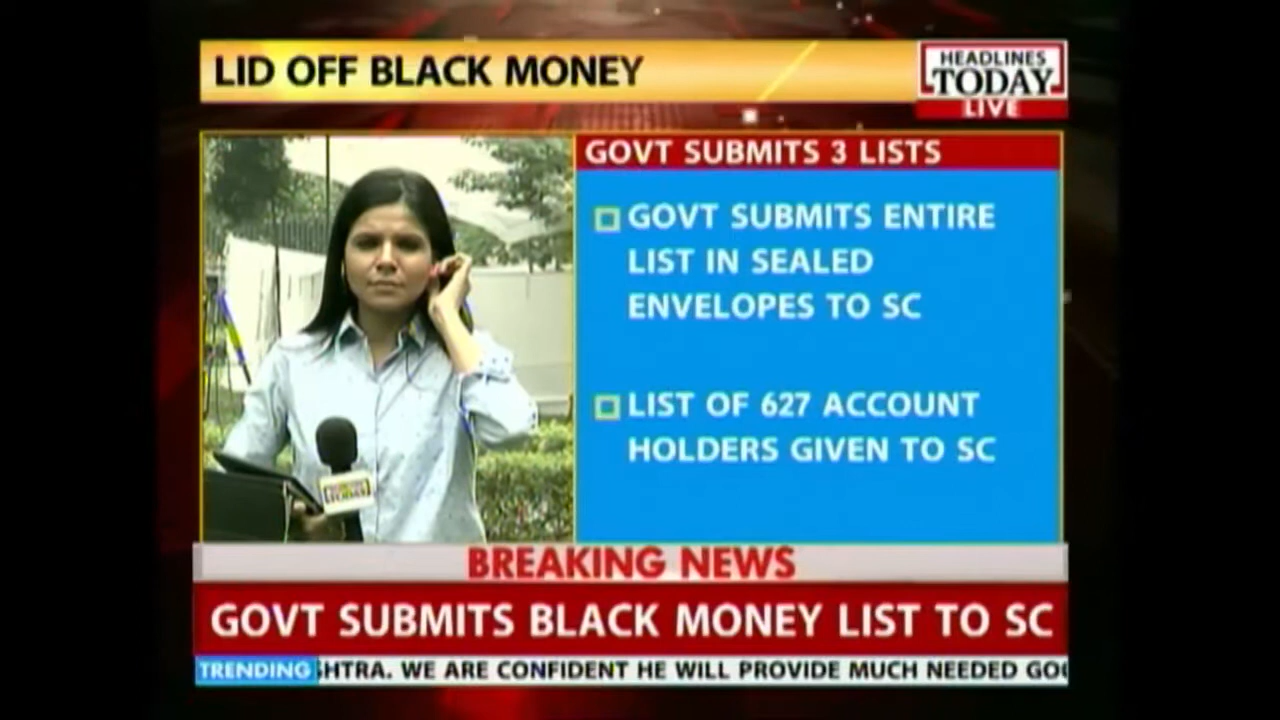 LID OFF BLACK MONEY
HEADLINES
TODAY
LIVE
GOVT SUBMITS 3 LISTS
GOVT SUBMITS ENTIRE
LIST IN SEALED
ENVELOPES TO SC
LIST OF 627 ACCOUNT
HOLDERS GIVEN TO SC
BREAKING NEWS
GOVT SUBMITS BLACK MONEY LIST TO SC
TRENDING HTRA. WE ARE CONFIDENT HE WILL PROVIDE MUCH NEEDED